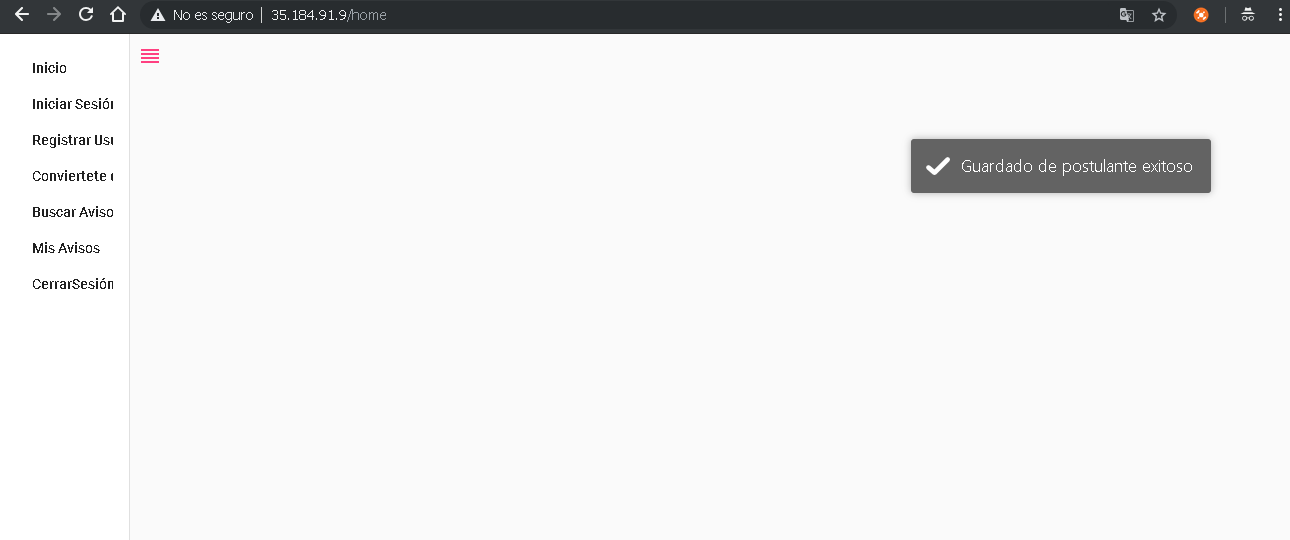 No es seguro | 35.184.91.9/home
Inicio
Iniciar Sesión
Registrar Usu
Conviertete
Buscar Aviso
Mis Avisos
CerrarSesión
Guardado de postulante exitoso